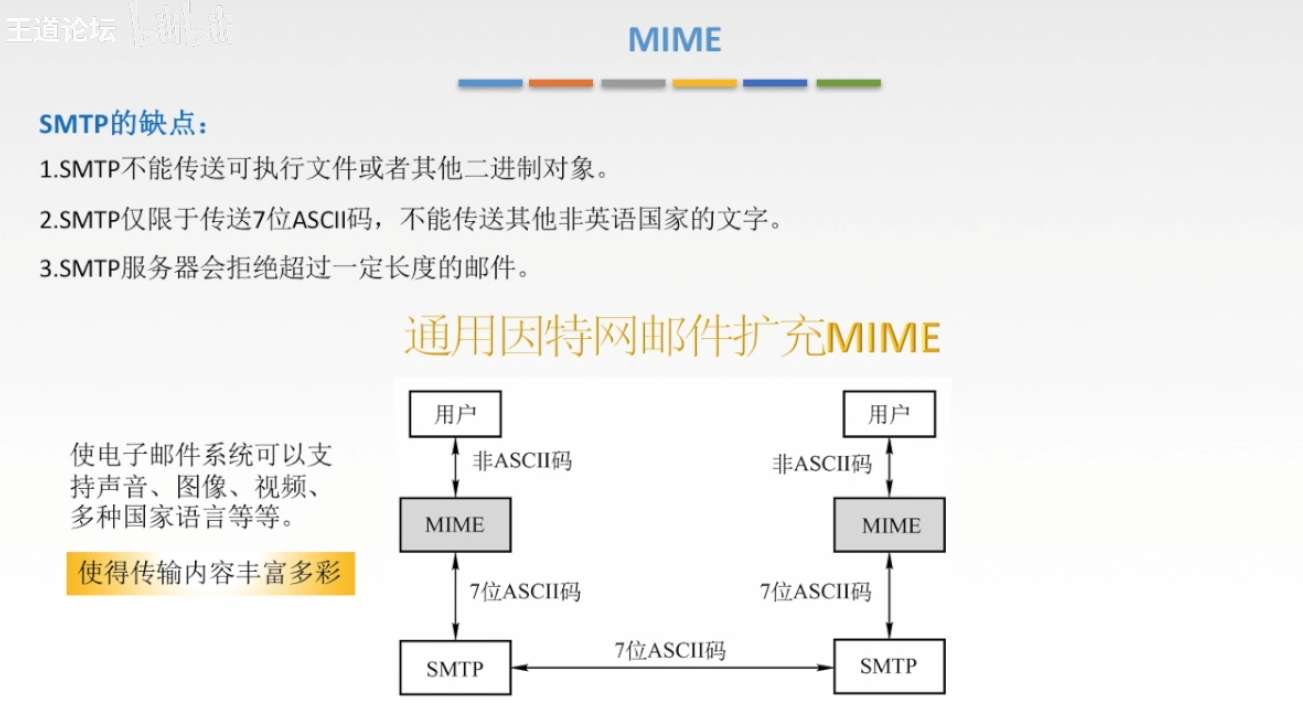 王道论坛 bilibili
MIME
SMTP的缺点：
1.SMTP不能传送可执行文件或者其他二进制对象。
2.SMTP仅限于传送7位ASCII码，不能传送其他非英语国家的文字。
3.SMTP服务器会拒绝超过一定长度的邮件。
通用因特网邮件扩充MIME
使电子邮件系统可以支
持声音、图像、视频、
多种国家语言等等。
使得传输内容丰富多彩
用户
用户
非ASCII码
非ASCII码
MIME
MIME
7位ASCII码
7位ASCII码
7位ASCII码
SMTP
SMTP